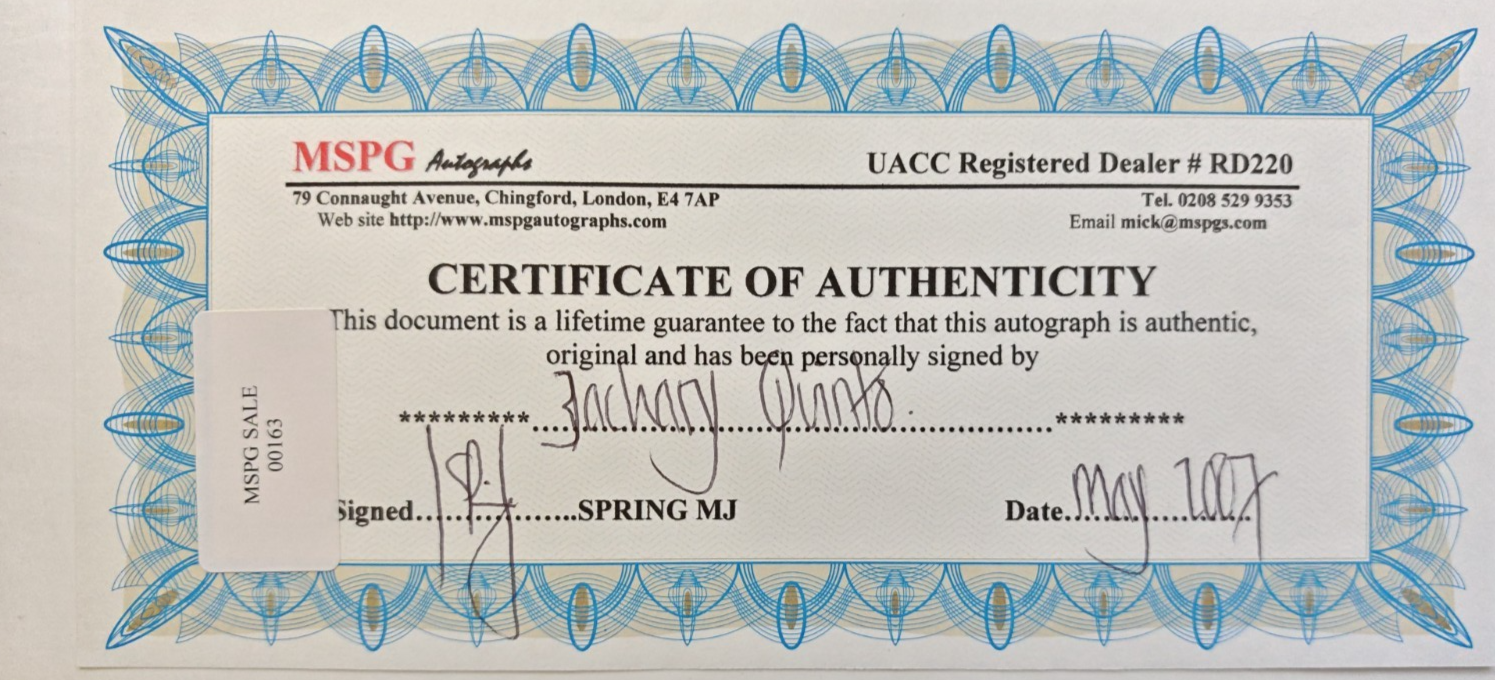 MSPG Autographs
UACC Registered Dealer # RD220
79 Connaught Avenue, Chingford, London, E4 7AP
Tel. 0208 529 9353
Web site http://www.mspgautographs.com
Email mick@mspgs.com
CERTIFICATE OF AUTHENTICITY
This document is a lifetime guarantee to the fact that this autograph is authentic,
original and has been personally signed by
*********....Zachary Quinto.....................*********
MSPG SALE
00163
Signed....................SPRING MJ
Date.May 2007